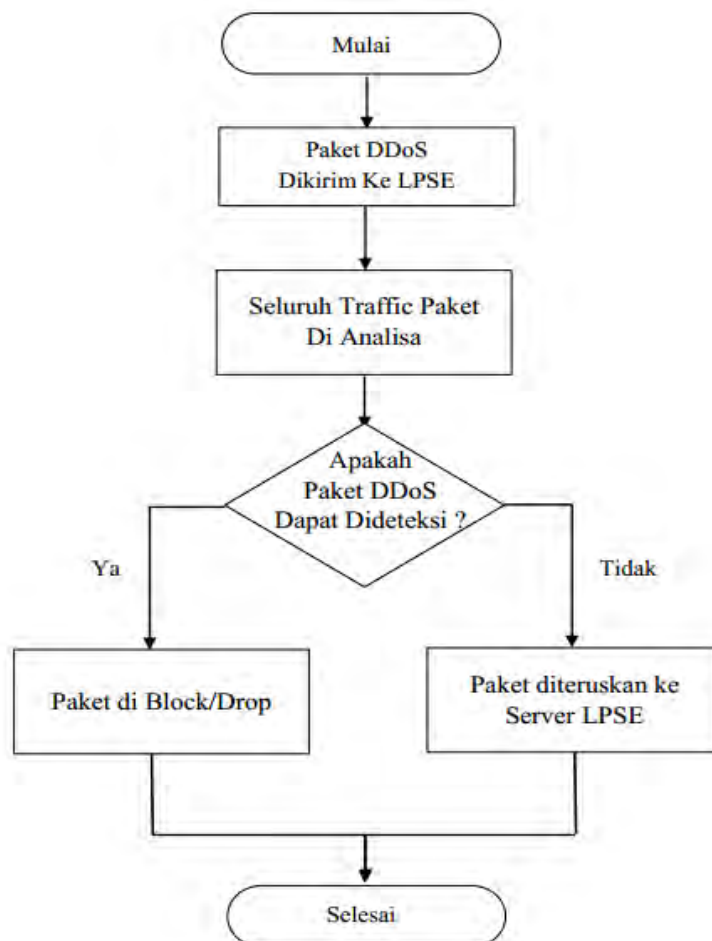 Mulai
Paket DDoS
Dikirim Ke LPSE
Seluruh Traffic Paket
Di Analisa
Apakah
Paket DDoS
Dapat Dideteksi ?
Ya
Tidak
Paket di Block/Drop
Paket diteruskan ke
Server LPSE
Selesai